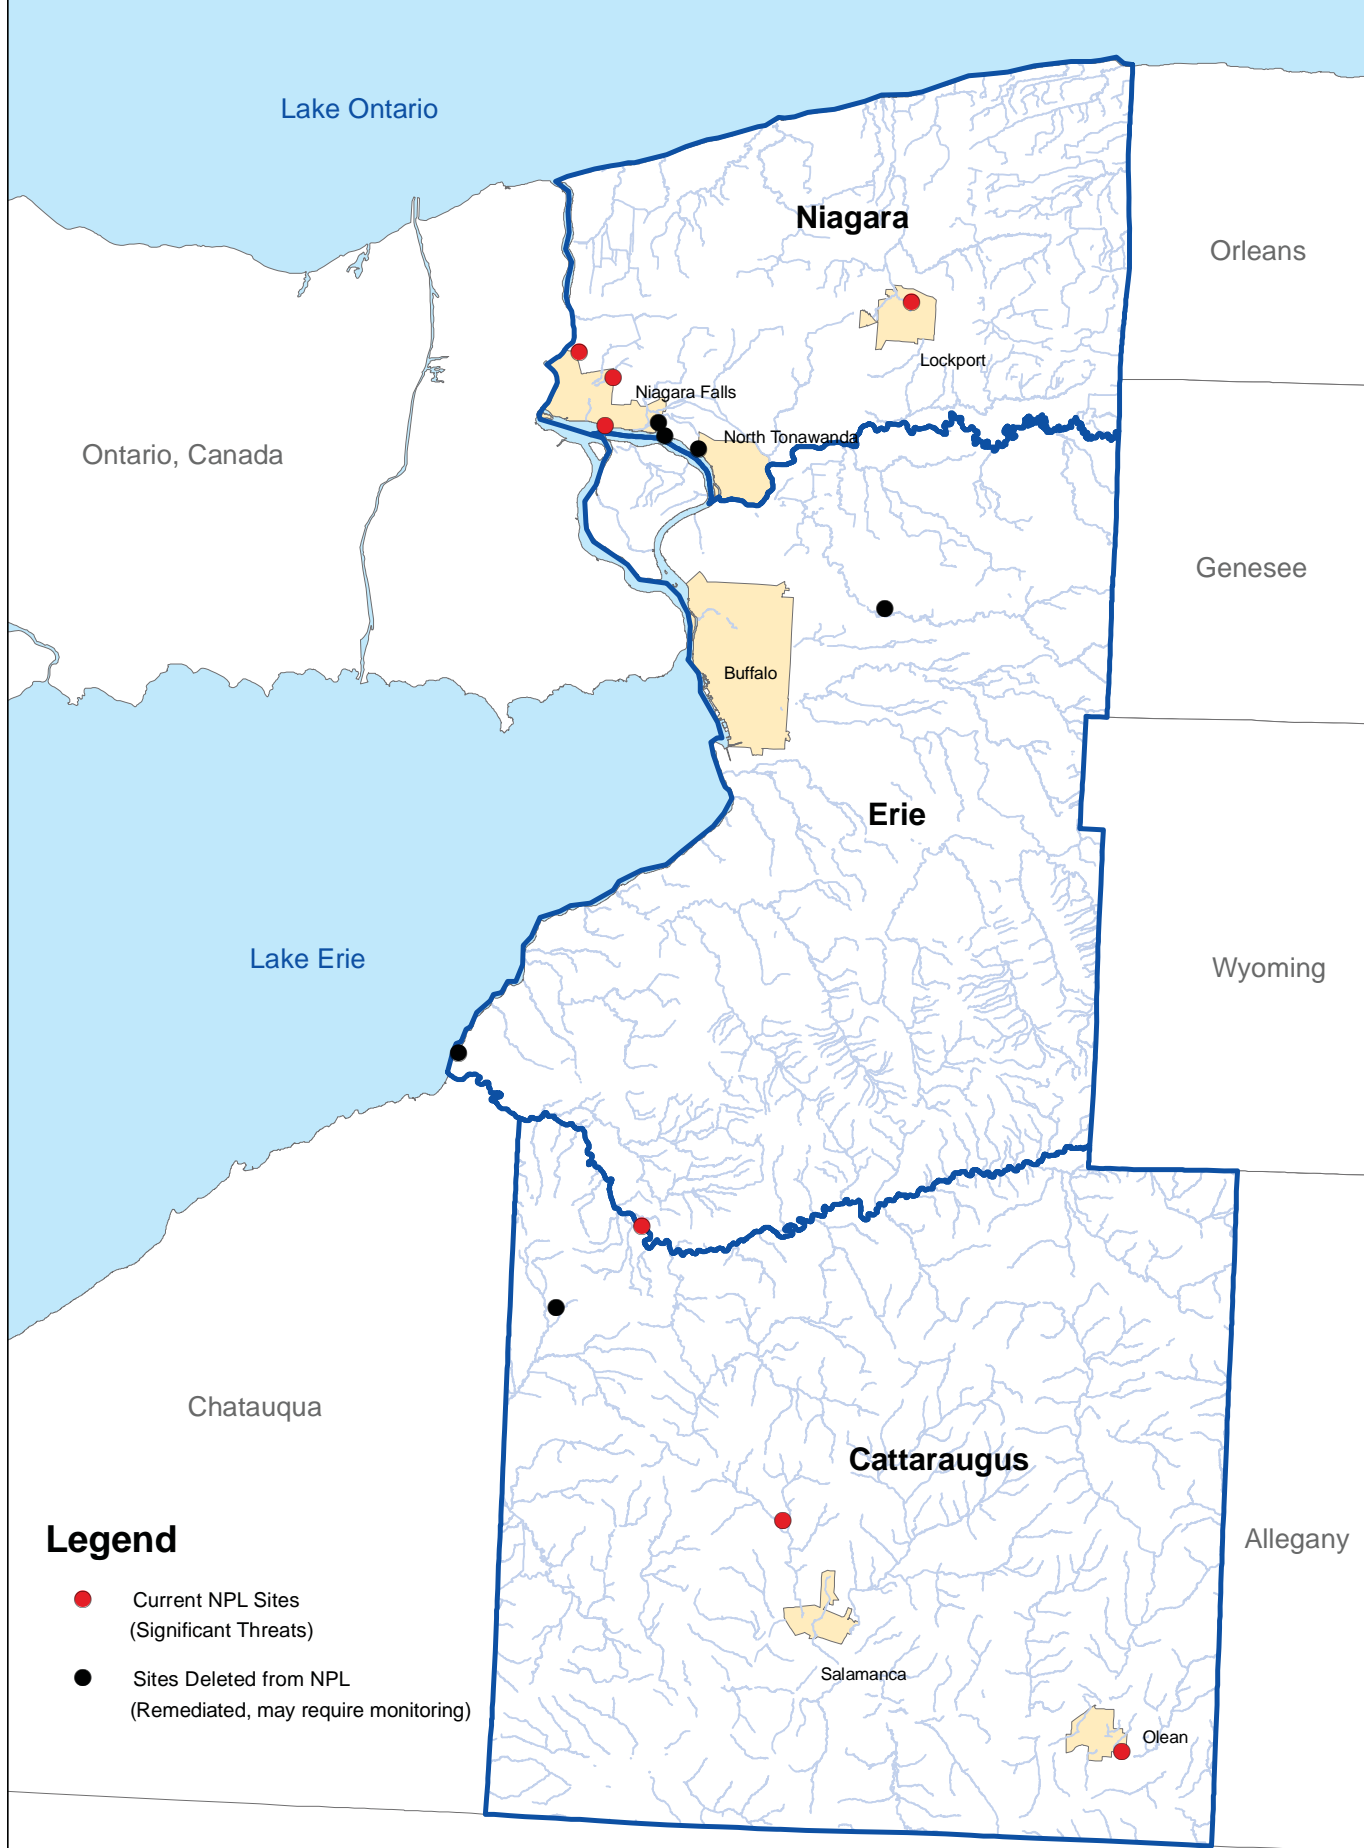 Lake Ontario
Niagara
Orleans
Lockport
Niagara Falls
North Tonawanda
Ontario, Canada
Genesee
Buffalo
Erie
Lake Erie
Wyoming
Chatauqua
Cattaraugus
Allegany
Salamanca
Olean
Legend
Current NPL Sites
(Significant Threats)
Sites Deleted from NPL
(Remediated, may require monitoring)